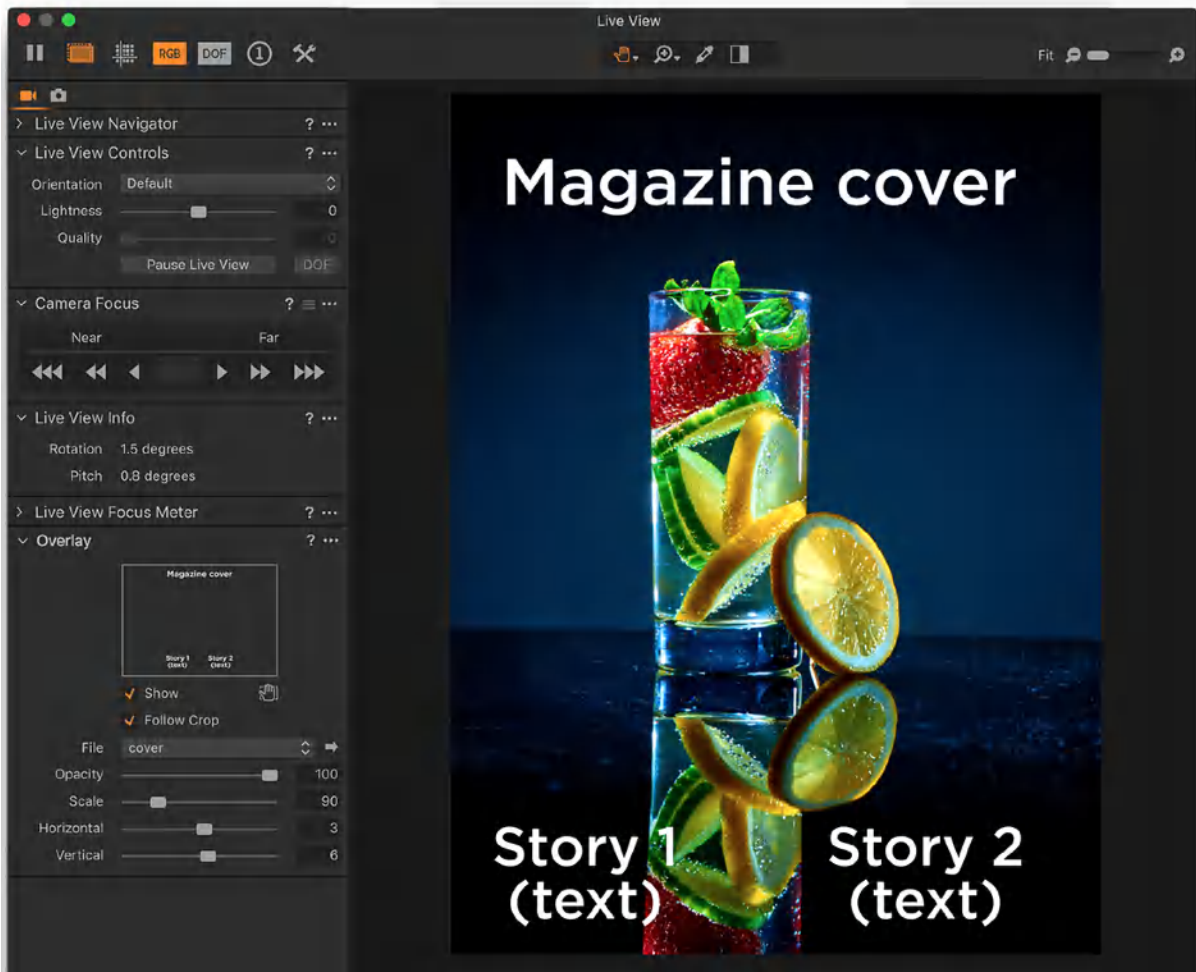 Live View
RGB
DOF
1
Fit
Live View Navigator ? ...
Live View Controls ? ...
Orientation Default
Lightness 0
Quality 0
Pause Live View DOF
Camera Focus ? ...
Near Far
Live View Info ? ...
Rotation 1.5 degrees
Pitch 0.8 degrees
Live View Focus Meter ? ...
Overlay ? ...
Magazine cover
Story 1 Story 2
(text) (text)
Show
Follow Crop
File cover
Opacity 100
Scale 90
Horizontal 3
Vertical 6
Magazine cover
Story 1
(text)
Story 2
(text)